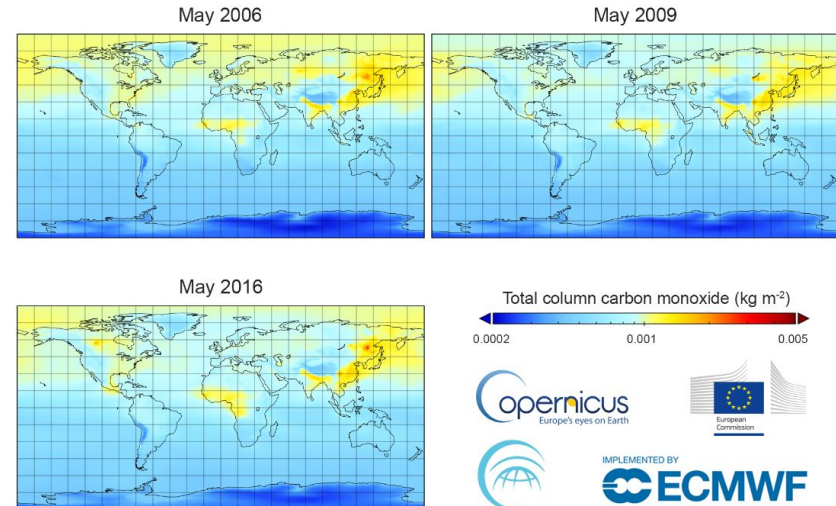 May 2006
May 2009
May 2016
Total column carbon monoxide (kg m⁻²)
0.0002
0.001
0.005
opernicus
Europe's eyes on Earth
European
Commission
IMPLEMENTED BY
ECMWF